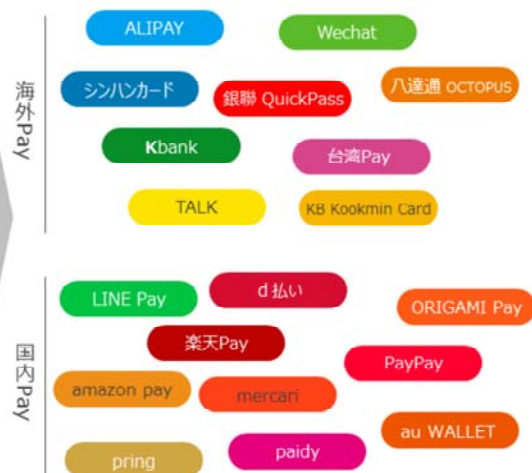 海外Pay
ALIPAY
Wechat
シンハンカード
銀聯 QuickPass
八達通 OCTOPUS
Kbank
台湾Pay
TALK
KB Kookmin Card
国内Pay
LINE Pay
d払い
ORIGAMI Pay
楽天Pay
PayPay
amazon pay
mercari
au WALLET
pring
paidy